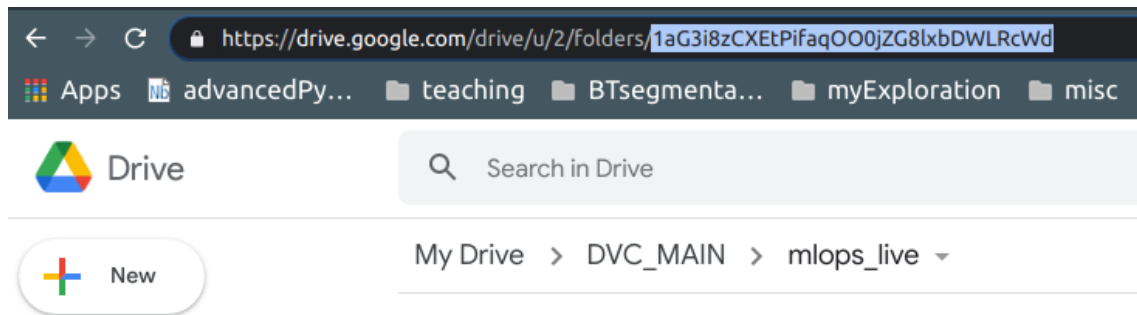 https://drive.google.com/drive/u/2/folders/1aG3i8zCXEtPifaqOO0jZG8lxbDWLRcWd
Apps advancedPy... teaching BTsegmenta... myExploration misc
Drive Search in Drive
New My Drive > DVC_MAIN > mlops_live